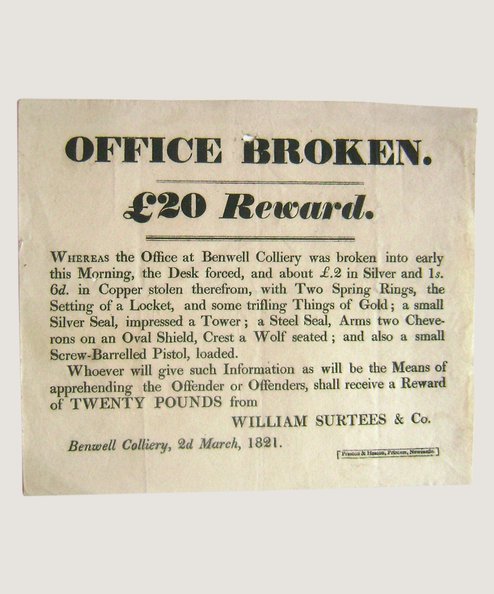 OFFICE BROKEN.
£20 Reward.
WHEREAS the Office at Benwell Colliery was broken into early
this Morning, the Desk forced, and about £.2 in Silver and 1s.
6d. in Copper stolen therefrom, with Two Spring Rings, the
Setting of a Locket, and some trifling Things of Gold; a small
Silver Seal, impressed a Tower; a Steel Seal, Arms two Cheve-
rons on an Oval Shield, Crest a Wolf seated; and also a small
Screw-Barrelled Pistol, loaded.
Whoever will give such Information as will be the Means of
apprehending the Offender or Offenders, shall receive a Reward
of TWENTY POUNDS from
WILLIAM SURTEES & Co.
Benwell Colliery, 2d March, 1821.
Preston & Heaton, Printers, Newcastle.